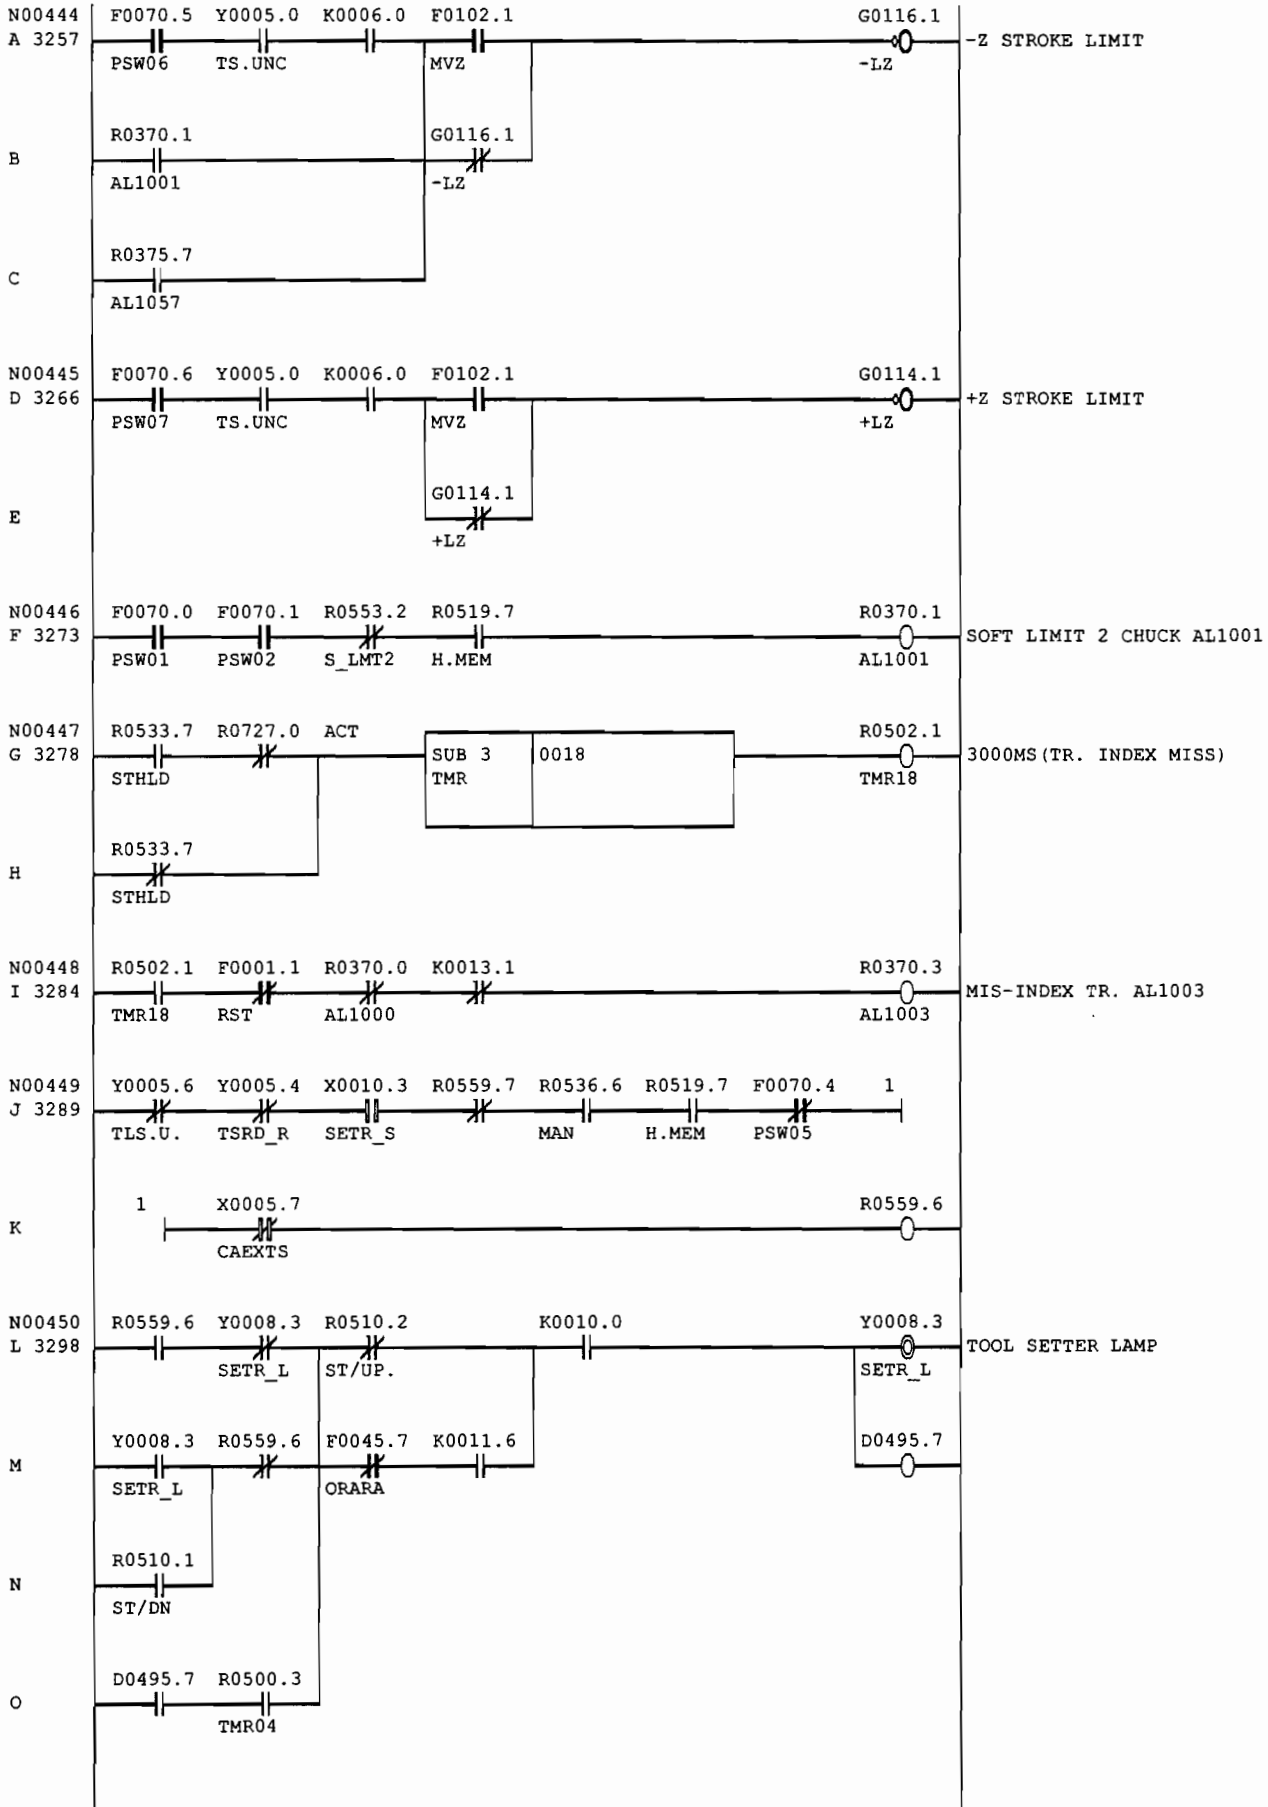 N00444 F0070.5 Y0005.0 K0006.0 F0102.1 G0116.1
A 3257 -Z STROKE LIMIT
PSW06 TS.UNC MVZ -LZ
R0370.1 G0116.1
B
AL1001 -LZ
R0375.7
C
AL1057
N00445 F0070.6 Y0005.0 K0006.0 F0102.1 G0114.1
D 3266 +Z STROKE LIMIT
PSW07 TS.UNC MVZ +LZ
G0114.1
E
+LZ
N00446 F0070.0 F0070.1 R0553.2 R0519.7 R0370.1
F 3273 SOFT LIMIT 2 CHUCK AL1001
PSW01 PSW02 S_LMT2 H.MEM AL1001
N00447 R0533.7 R0727.0 ACT R0502.1
G 3278 SUB 3 0018 3000MS(TR. INDEX MISS)
STHLD TMR TMR18
R0533.7
H
STHLD
N00448 R0502.1 F0001.1 R0370.0 K0013.1 R0370.3
I 3284 MIS-INDEX TR. AL1003
TMR18 RST AL1000 AL1003
N00449 Y0005.6 Y0005.4 X0010.3 R0559.7 R0536.6 R0519.7 F0070.4 1
J 3289
TLS.U. TSRD_R SETR_S MAN H.MEM PSW05
1 X0005.7 R0559.6
K
CAEXTS
N00450 R0559.6 Y0008.3 R0510.2 K0010.0 Y0008.3
L 3298 TOOL SETTER LAMP
SETR_L ST/UP. SETR_L
Y0008.3 R0559.6 F0045.7 K0011.6 D0495.7
M
SETR_L ORARA
R0510.1
N
ST/DN
D0495.7 R0500.3
O
TMR04